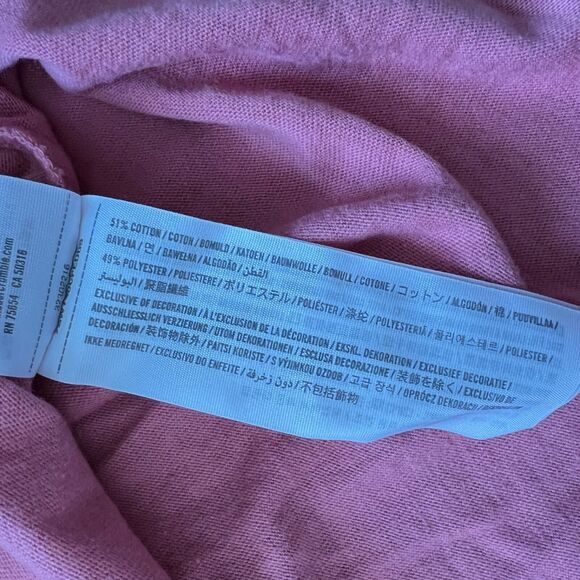 RN 75654 CA 50316
51% COTTON / COTON / BOMULD / KATOEN / BAUMWOLLE / BOMULL / COTONE / コットン / ALGODÓN / 棉 / PUUVILLAA /
BAVLNA / 면 / BAWEŁNA / ALGODÃO / القطن
49% POLYESTER / POLIESTERE / ポリエステル / POLIÉSTER / 涤纶 / POLYESTERIÄ / 폴리에스테르 / POLIESTER /
البوليستر / 聚脂纖維
EXCLUSIVE OF DECORATION / À L'EXCLUSION DE LA DÉCORATION / EKSKL. DEKORATION / EXCLUSIEF DECORATIE /
AUSSCHLIESSLICH VERZIERUNG / UTOM DEKORATIONEN / ESCLUSA DECORAZIONE / 装飾を除く / EXCLUSIVO DE
DECORACIÓN / 装饰物除外 / PAITSI KORISTE / S VÝJIMKOU OZDOB / 고급 장식 / OPRÓCZ DEKORACJI /
IKKE MEDREGNET / EXCLUSIVO DO ENFEITE / دون زخرفة / 不包括飾物